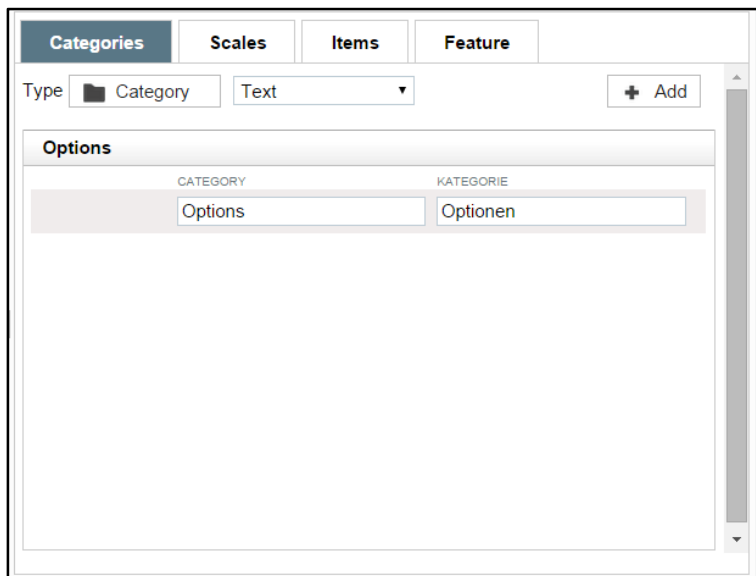 Categories Scales Items Feature
Type Category Text Add
Options
CATEGORY KATEGORIE
Options Optionen